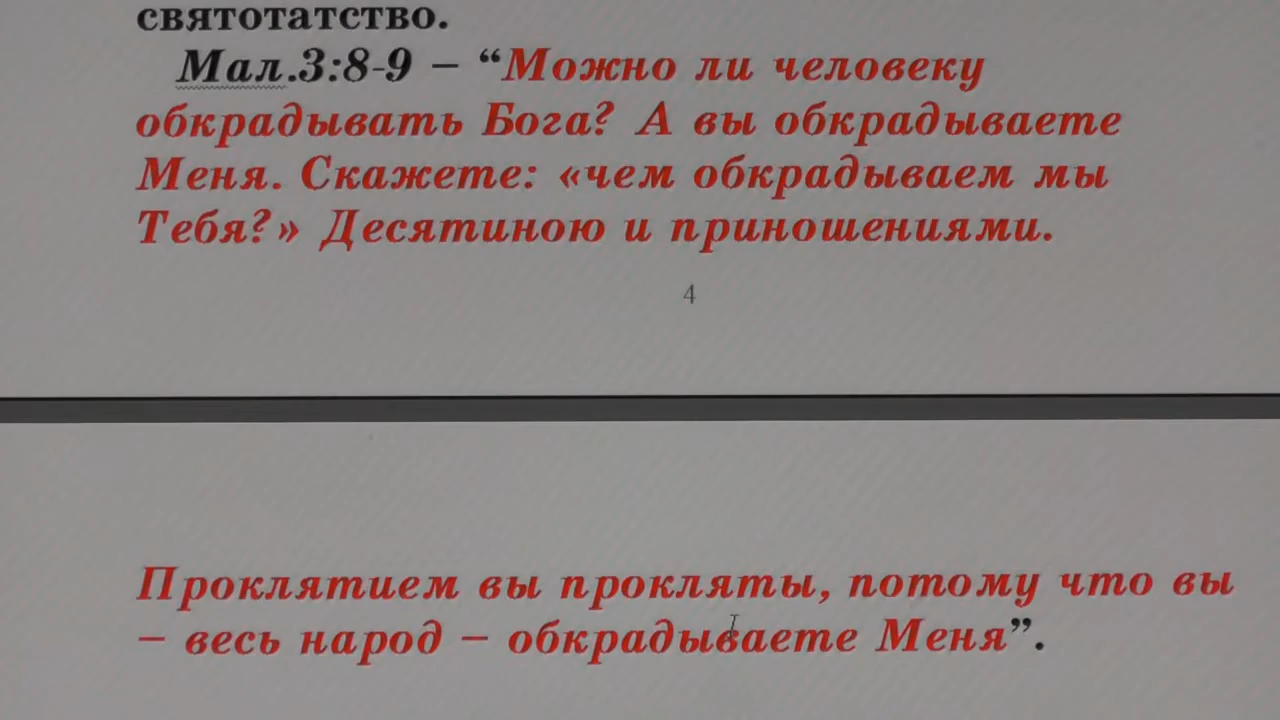 святотатство.
Мал.3:8-9 – “Можно ли человеку
обкрадывать Бога? А вы обкрадываете
Меня. Скажете: «чем обкрадываем мы
Тебя?» Десятиною и приношениями.
4
Проклятием вы прокляты, потому что вы
– весь народ – обкрадываете Меня”.